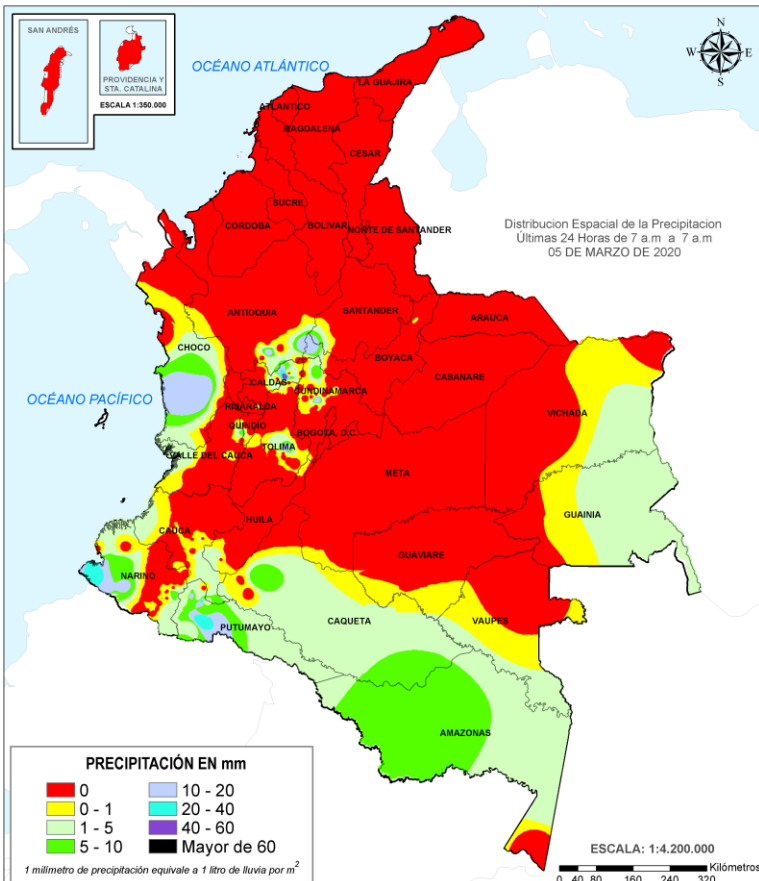 SAN ANDRÉS
PROVIDENCIA Y
STA. CATALINA
ESCALA 1:350.000
OCÉANO ATLÁNTICO
N
W E
S
LA GUAJIRA
ATLANTICO
MAGDALENA
CESAR
SUCRE
CORDOBA
BOLIVAR
NORTE DE SANTANDER
Distribucion Espacial de la Precipitacion
Últimas 24 Horas de 7 a.m a 7 a.m
05 DE MARZO DE 2020
ANTIOQUIA
SANTANDER
ARAUCA
CHOCO
BOYACA
CASANARE
CALDAS
CUNDINAMARCA
OCÉANO PACÍFICO
RISARALDA
VICHADA
QUINDIO
BOGOTA, D.C.
TOLIMA
VALLE DEL CAUCA
META
GUAINIA
CAUCA
HUILA
GUAVIARE
NARIÑO
CAQUETA
VAUPES
PUTUMAYO
AMAZONAS
PRECIPITACIÓN EN mm
0
0 - 1
1 - 5
5 - 10
10 - 20
20 - 40
40 - 60
Mayor de 60
1 milímetro de precipitación equivale a 1 litro de lluvia por m²
ESCALA: 1:4.200.000
Kilómetros
0 40 80 160 240 320